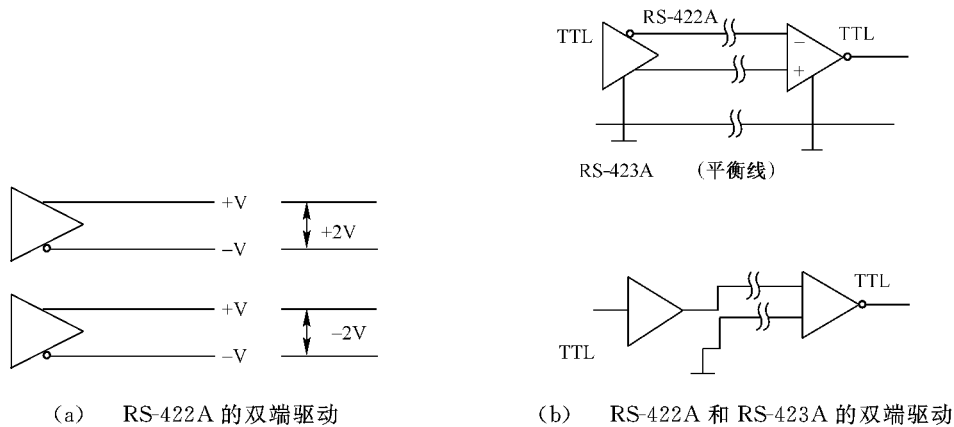 +V
−V
+2V
+V
−V
−2V
(a) RS-422A 的双端驱动
RS-422A
TTL
TTL
−
+
RS-423A (平衡线)
TTL
TTL
(b) RS-422A 和 RS-423A 的双端驱动